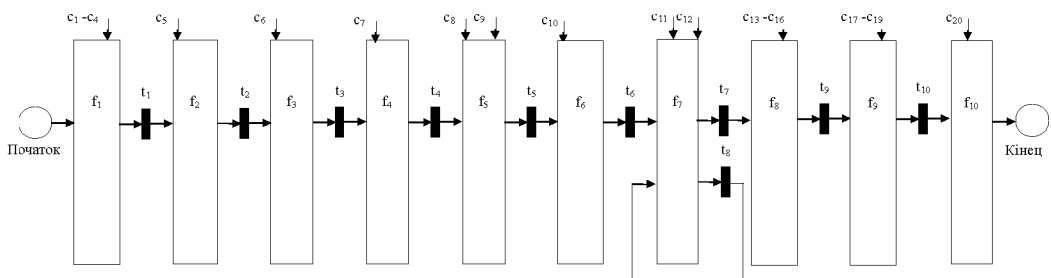 c₁ -c₄ c₅ c₆ c₇ c₈ c₉ c₁₀ c₁₁ c₁₂ c₁₃ -c₁₆ c₁₇ -c₁₉ c₂₀
f₁ t₁ f₂ t₂ f₃ t₃ f₄ t₄ f₅ t₅ f₆ t₆ f₇ t₇ f₈ t₉ f₉ t₁₀ f₁₀
Початок t₈ Кінец